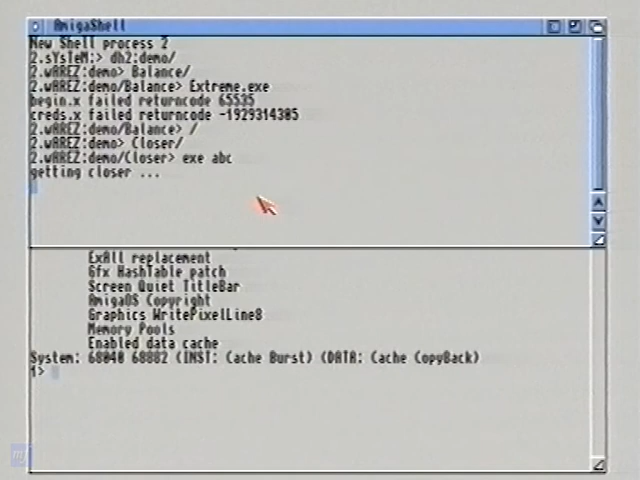 AmigaShell
New Shell process 2
2.sYsTeM:> dh2:demo/
2.wAREZ:demo> Balance/
2.wAREZ:demo/Balance> Extreme.exe
begin.x failed returncode 65535
creds.x failed returncode -1929314305
2.wAREZ:demo/Balance> /
2.wAREZ:demo> Closer/
2.wAREZ:demo/Closer> exe abc
getting closer ...
ExAll replacement
Gfx HashTable patch
Screen Quiet TitleBar
AmigaOS Copyright
Graphics WritePixelLine8
Memory Pools
Enabled data cache
System: 68040 68882 (INST: Cache Burst) (DATA: Cache CopyBack)
1>